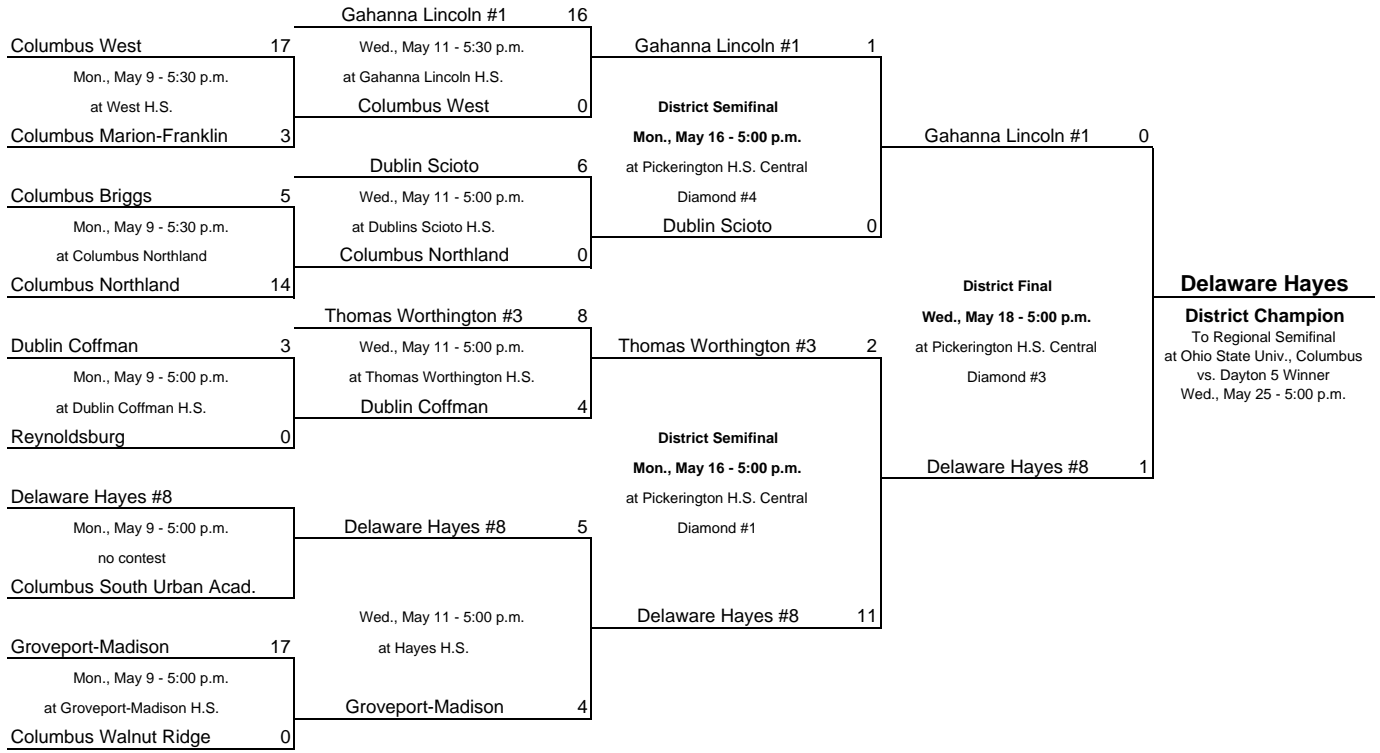 Columbus West 17
Mon., May 9 - 5:30 p.m.
at West H.S.
Columbus Marion-Franklin 3
Columbus Briggs 5
Mon., May 9 - 5:30 p.m.
at Columbus Northland
Columbus Northland 14
Dublin Coffman 3
Mon., May 9 - 5:00 p.m.
at Dublin Coffman H.S.
Reynoldsburg 0
Delaware Hayes #8
Mon., May 9 - 5:00 p.m.
no contest
Columbus South Urban Acad.
Groveport-Madison 17
Mon., May 9 - 5:00 p.m.
at Groveport-Madison H.S.
Columbus Walnut Ridge 0
Gahanna Lincoln #1 16
Wed., May 11 - 5:30 p.m.
at Gahanna Lincoln H.S.
Columbus West 0
Dublin Scioto 6
Wed., May 11 - 5:00 p.m.
at Dublins Scioto H.S.
Columbus Northland 0
Thomas Worthington #3 8
Wed., May 11 - 5:00 p.m.
at Thomas Worthington H.S.
Dublin Coffman 4
Delaware Hayes #8 5
Wed., May 11 - 5:00 p.m.
at Hayes H.S.
Groveport-Madison 4
Gahanna Lincoln #1 1
District Semifinal
Mon., May 16 - 5:00 p.m.
at Pickerington H.S. Central
Diamond #4
Dublin Scioto 0
Thomas Worthington #3 2
District Semifinal
Mon., May 16 - 5:00 p.m.
at Pickerington H.S. Central
Diamond #1
Delaware Hayes #8 11
Gahanna Lincoln #1 0
District Final
Wed., May 18 - 5:00 p.m.
at Pickerington H.S. Central
Diamond #3
Delaware Hayes #8 1
Delaware Hayes
District Champion
To Regional Semifinal
at Ohio State Univ., Columbus
vs. Dayton 5 Winner
Wed., May 25 - 5:00 p.m.